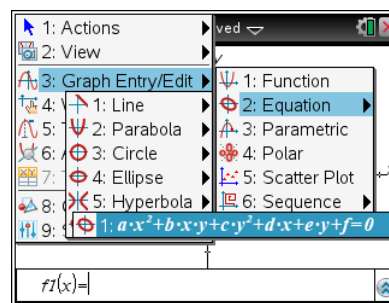 1: Actions
ved
2: View
3: Graph Entry/Edit
1: Function
4:
1: Line
2: Equation
5:
2: Parabola
3: Parametric
6:
3: Circle
4: Polar
7:
4: Ellipse
5: Scatter Plot
8:
5: Hyperbola
6: Sequence
9:
1: a·x²+b·x·y+c·y²+d·x+e·y+f=0
f1(x)=